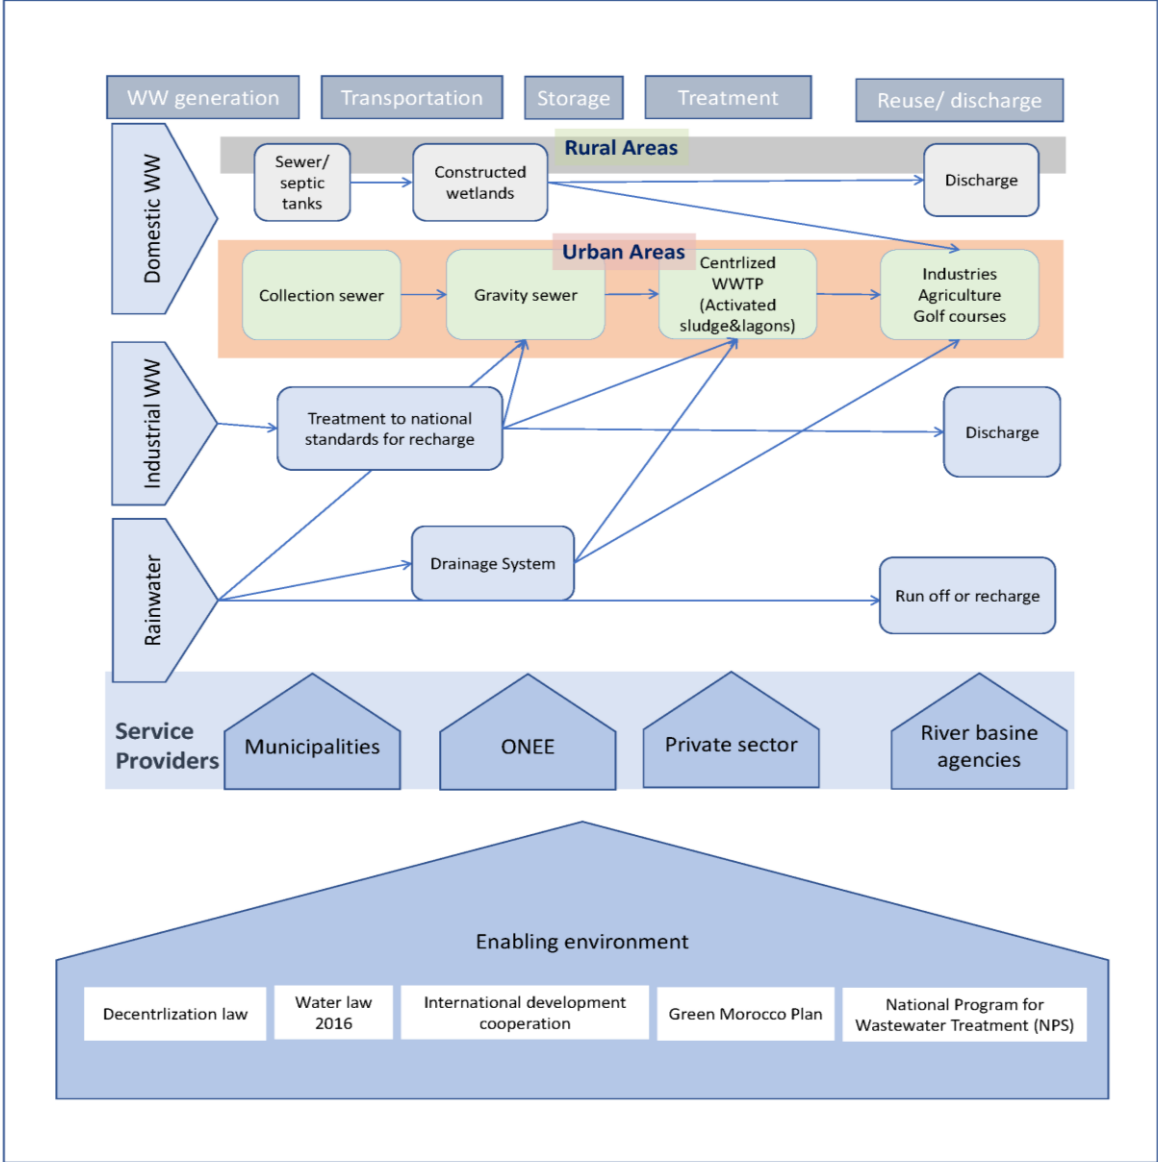 WW generation
Transportation
Storage
Treatment
Reuse/ discharge
Domestic WW
Rural Areas
Sewer/
septic
tanks
Constructed
wetlands
Discharge
Urban Areas
Collection sewer
Gravity sewer
Centrlized
WWTP
(Activated
sludge&lagons)
Industries
Agriculture
Golf courses
Industrial WW
Treatment to national
standards for recharge
Discharge
Rainwater
Drainage System
Run off or recharge
Service
Providers
Municipalities
ONEE
Private sector
River basine
agencies
Enabling environment
Decentrlization law
Water law
2016
International development
cooperation
Green Morocco Plan
National Program for
Wastewater Treatment (NPS)